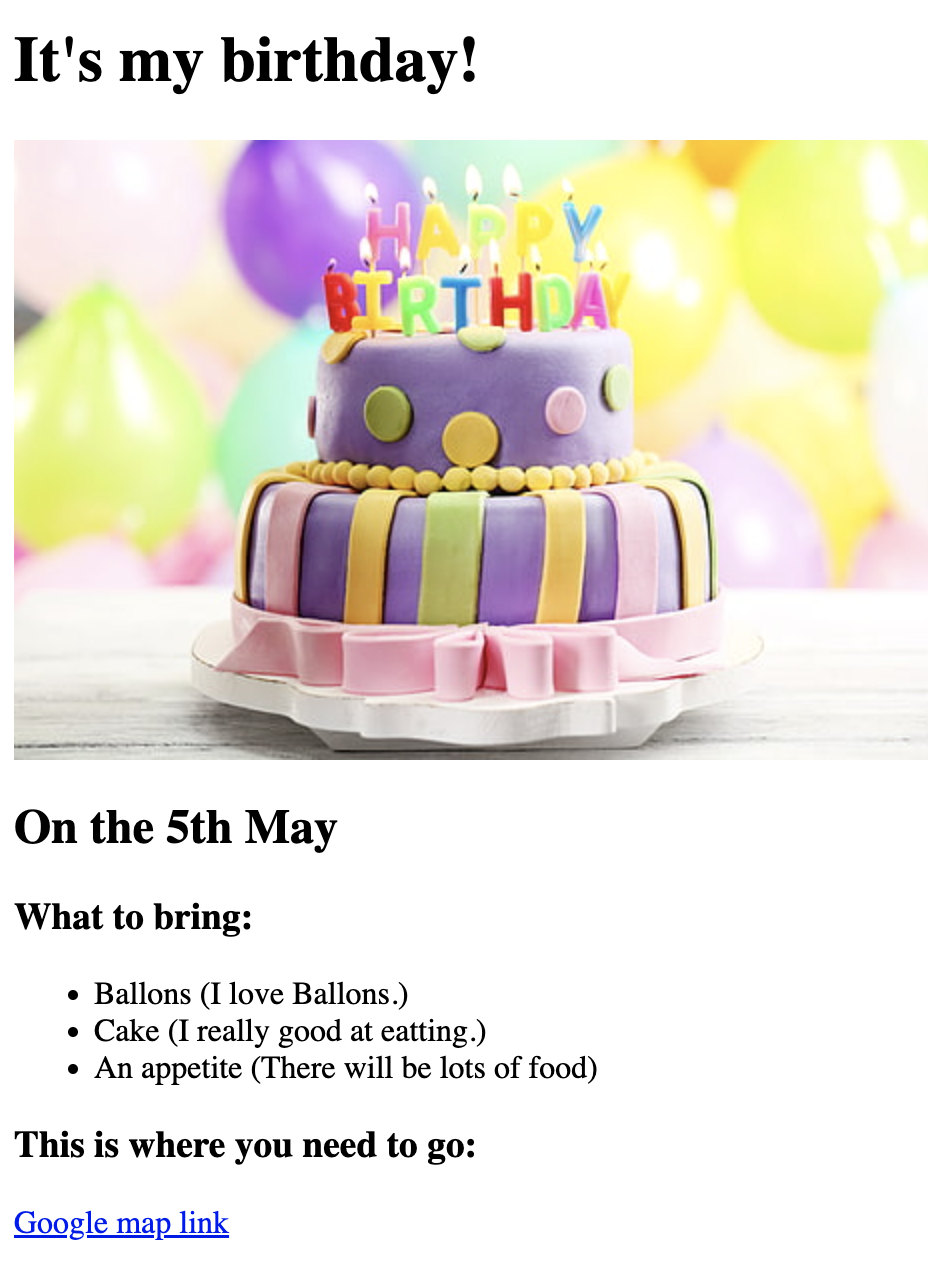 It's my birthday!
HAPPY
BIRTHDAY
On the 5th May
What to bring:
Ballons (I love Ballons.)
Cake (I really good at eatting.)
An appetite (There will be lots of food)
This is where you need to go:
Google map link